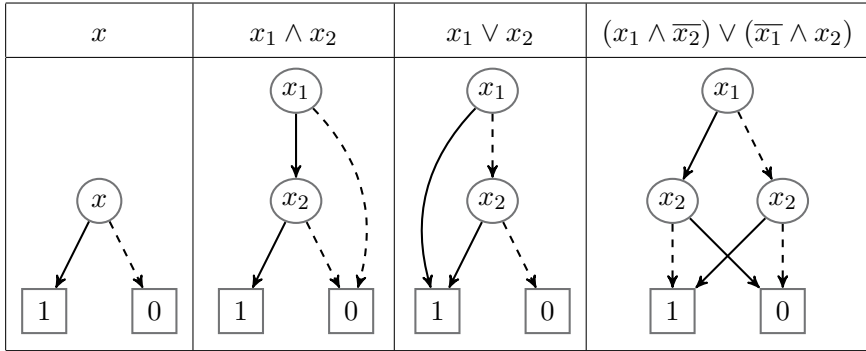 x x₁ ∧ x₂ x₁ ∨ x₂ (x₁ ∧ x̅₂) ∨ (x̅₁ ∧ x₂)
x₁ x₁ x₁
x x₂ x₂ x₂ x₂
1 0 1 0 1 0 1 0